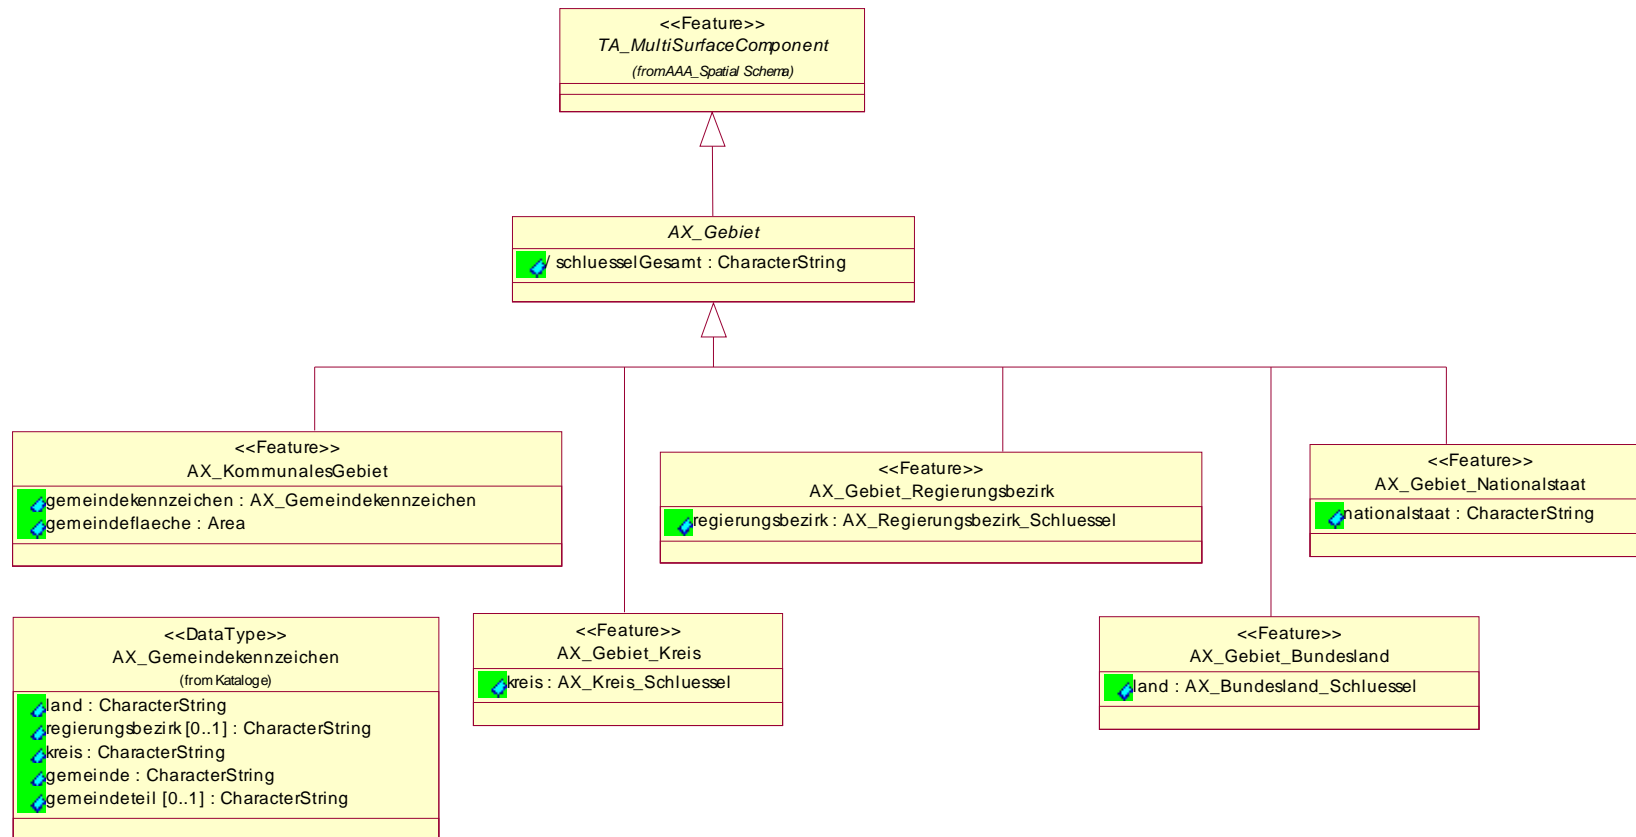 <<Feature>>
TA_MultiSurfaceComponent
(from AAA_Spatial Schema)
AX_Gebiet
/ schluesselGesamt : CharacterString
<<Feature>>
AX_KommunalesGebiet
gemeindekennzeichen : AX_Gemeindekennzeichen
gemeindeflaeche : Area
<<Feature>>
AX_Gebiet_Regierungsbezirk
regierungsbezirk : AX_Regierungsbezirk_Schluessel
<<Feature>>
AX_Gebiet_Nationalstaat
nationalstaat : CharacterString
<<DataType>>
AX_Gemeindekennzeichen
(from Kataloge)
land : CharacterString
regierungsbezirk [0..1] : CharacterString
kreis : CharacterString
gemeinde : CharacterString
gemeindeteil [0..1] : CharacterString
<<Feature>>
AX_Gebiet_Kreis
kreis : AX_Kreis_Schluessel
<<Feature>>
AX_Gebiet_Bundesland
land : AX_Bundesland_Schluessel